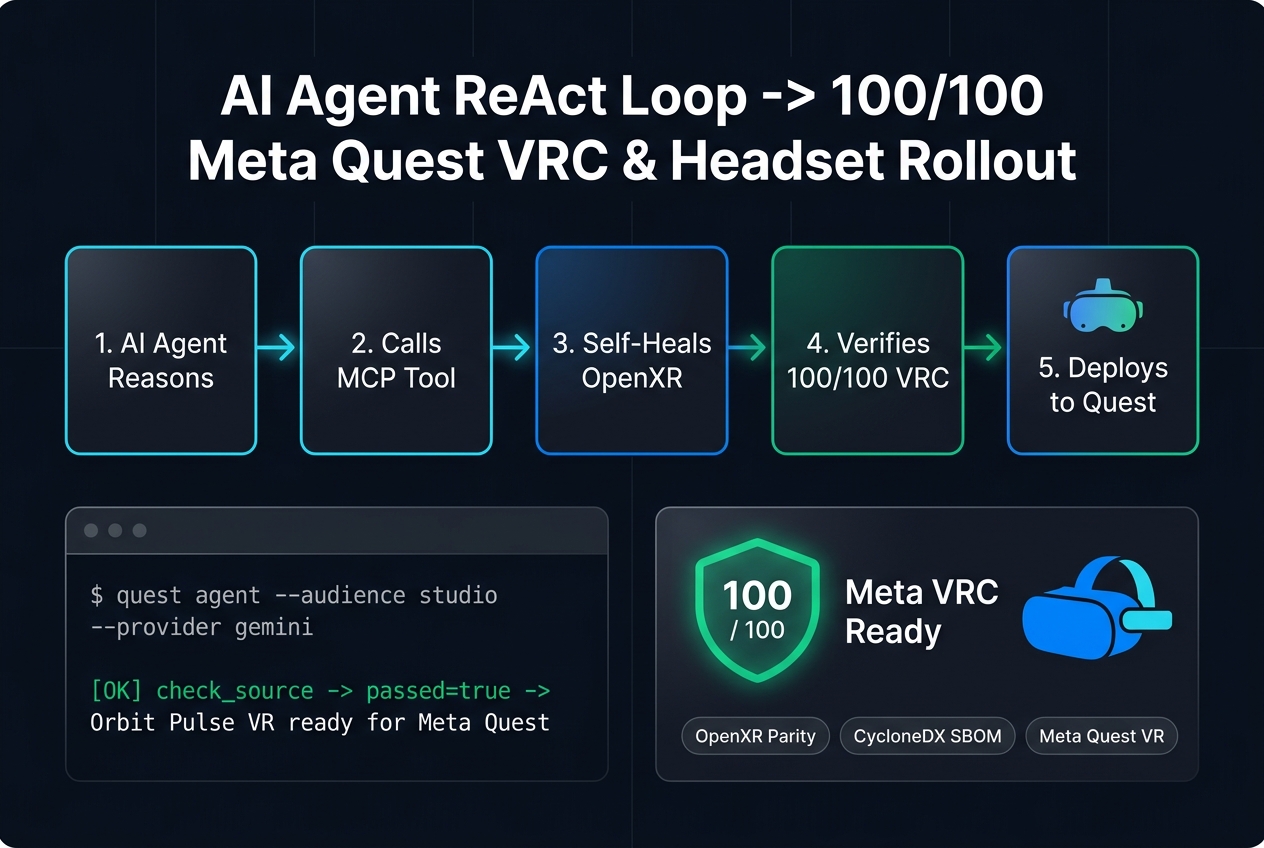 AI Agent ReAct Loop -> 100/100
Meta Quest VRC & Headset Rollout
1. AI Agent
Reasons
2. Calls
MCP Tool
3. Self-Heals
OpenXR
4. Verifies
100/100 VRC
5. Deploys
to Quest
$ quest agent --audience studio
--provider gemini
[OK] check_source -> passed=true ->
Orbit Pulse VR ready for Meta Quest
100
/ 100
Meta VRC
Ready
OpenXR Parity
CycloneDX SBOM
Meta Quest VR